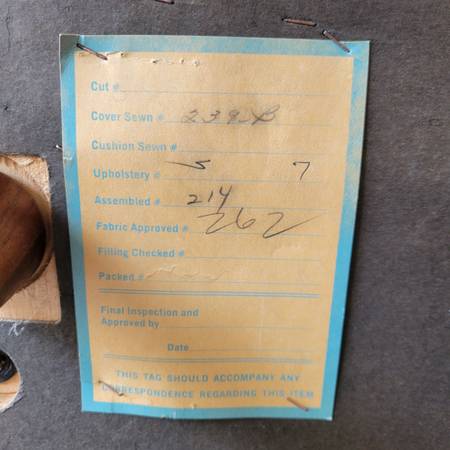 Cut #
Cover Sewn # 239-B
Cushion Sewn #
Upholstery # 5 7
Assembled # 214
Fabric Approved # 262
Filling Checked #
Packed #
Final Inspection and
Approved by
Date
THIS TAG SHOULD ACCOMPANY ANY
CORRESPONDENCE REGARDING THIS ITEM